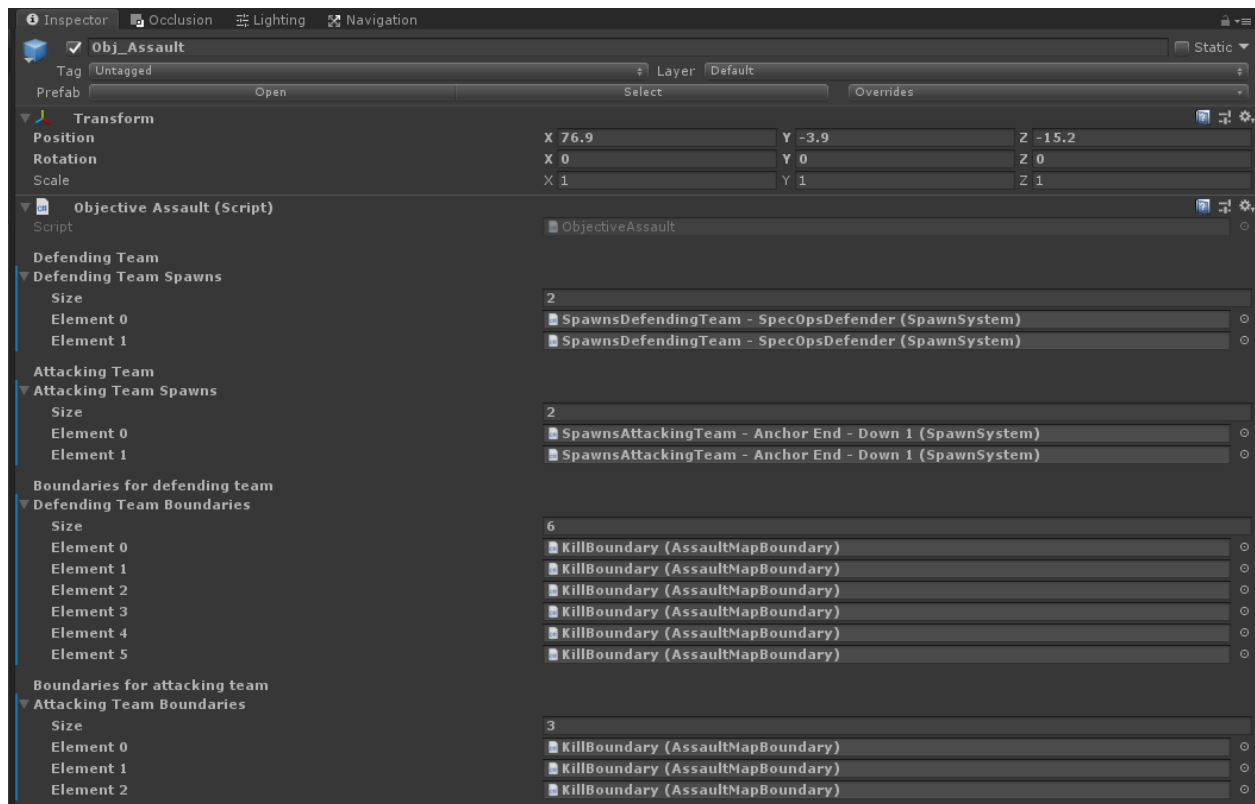 Inspector Occlusion Lighting Navigation
Obj_Assault Static
Tag Untagged Layer Default
Prefab Open Select Overrides
Transform
Position X 76.9 Y -3.9 Z -15.2
Rotation X 0 Y 0 Z 0
Scale X 1 Y 1 Z 1
Objective Assault (Script)
Script ObjectiveAssault
Defending Team
Defending Team Spawns
Size 2
Element 0 SpawnsDefendingTeam - SpecOpsDefender (SpawnSystem)
Element 1 SpawnsDefendingTeam - SpecOpsDefender (SpawnSystem)
Attacking Team
Attacking Team Spawns
Size 2
Element 0 SpawnsAttackingTeam - Anchor End - Down 1 (SpawnSystem)
Element 1 SpawnsAttackingTeam - Anchor End - Down 1 (SpawnSystem)
Boundaries for defending team
Defending Team Boundaries
Size 6
Element 0 KillBoundary (AssaultMapBoundary)
Element 1 KillBoundary (AssaultMapBoundary)
Element 2 KillBoundary (AssaultMapBoundary)
Element 3 KillBoundary (AssaultMapBoundary)
Element 4 KillBoundary (AssaultMapBoundary)
Element 5 KillBoundary (AssaultMapBoundary)
Boundaries for attacking team
Attacking Team Boundaries
Size 3
Element 0 KillBoundary (AssaultMapBoundary)
Element 1 KillBoundary (AssaultMapBoundary)
Element 2 KillBoundary (AssaultMapBoundary)